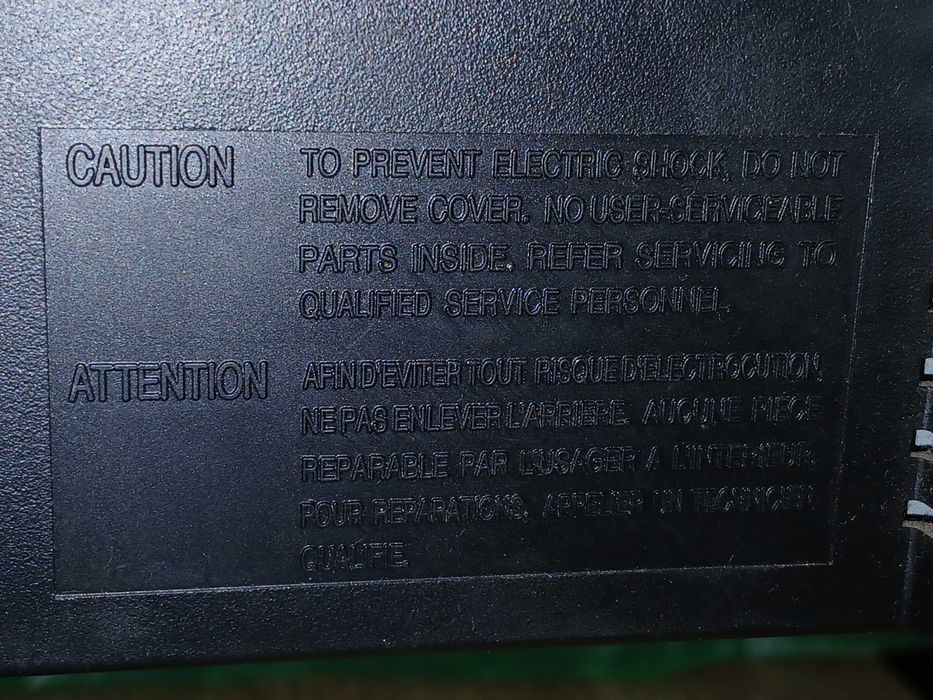 CAUTION TO PREVENT ELECTRIC SHOCK, DO NOT
REMOVE COVER. NO USER-SERVICEABLE
PARTS INSIDE. REFER SERVICING TO
QUALIFIED SERVICE PERSONNEL.
ATTENTION AFIN D'EVITER TOUT RISQUE D'ELECTROCUTION,
NE PAS ENLEVER L'ARRIERE. AUCUNE PIÈCE
REPARABLE PAR L'USAGER A L'INTERIEUR.
POUR REPARATIONS, APPELIER UN TECHNICIEN
QUALIFIE.